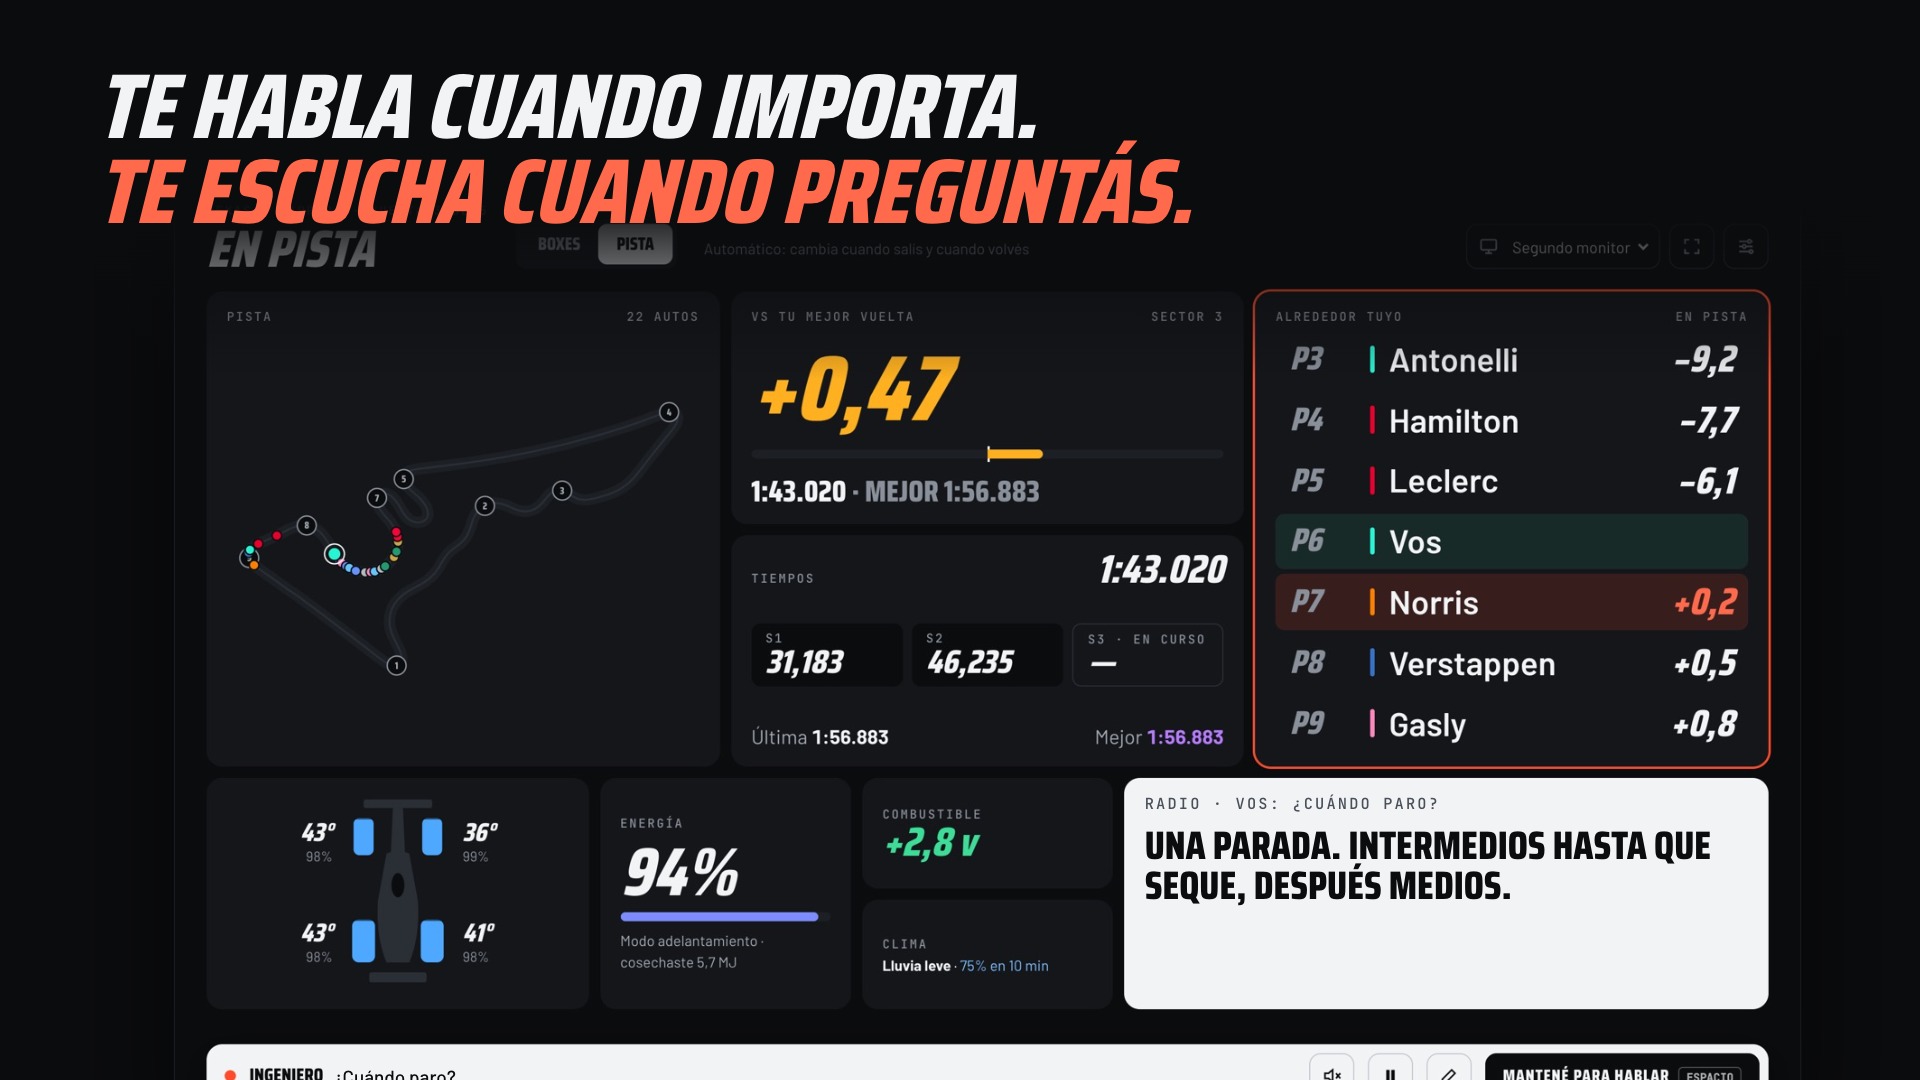 TE HABLA CUANDO IMPORTA.
TE ESCUCHA CUANDO PREGUNTÁS.
EN PISTA
BOXES
PISTA
Automático: cambia cuando salís y cuando volvés
Segundo monitor
PISTA
22 AUTOS
4
5
7
3
2
8
1
VS TU MEJOR VUELTA
SECTOR 3
+0,47
1:43.020 · MEJOR 1:56.883
TIEMPOS
1:43.020
S1
31,183
S2
46,235
S3 · EN CURSO
—
Última 1:56.883
Mejor 1:56.883
ALREDEDOR TUYO
EN PISTA
P3 Antonelli −9,2
P4 Hamilton −7,7
P5 Leclerc −6,1
P6 Vos
P7 Norris +0,2
P8 Verstappen +0,5
P9 Gasly +0,8
43°
98%
36°
99%
43°
98%
41°
98%
ENERGÍA
94%
Modo adelantamiento ·
cosechaste 5,7 MJ
COMBUSTIBLE
+2,8 V
CLIMA
Lluvia leve · 75% en 10 min
RADIO · VOS: ¿CUÁNDO PARO?
UNA PARADA. INTERMEDIOS HASTA QUE
SEQUE, DESPUÉS MEDIOS.
INGENIERO ¿Cuándo paro?
MANTENÉ PARA HABLAR ESPACIO